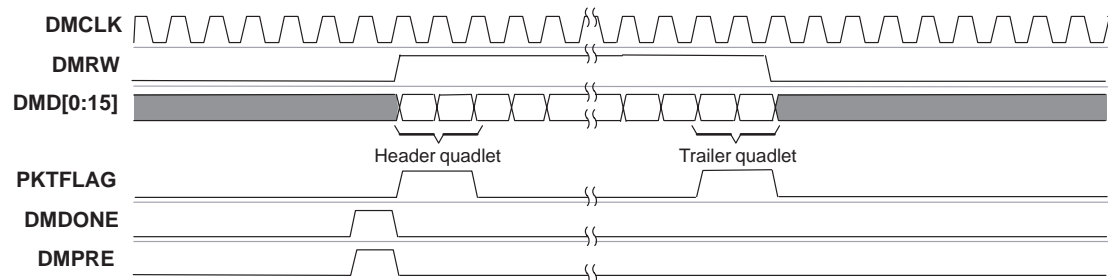 DMCLK
DMRW
DMD[0:15]
Header quadlet
Trailer quadlet
PKTFLAG
DMDONE
DMPRE